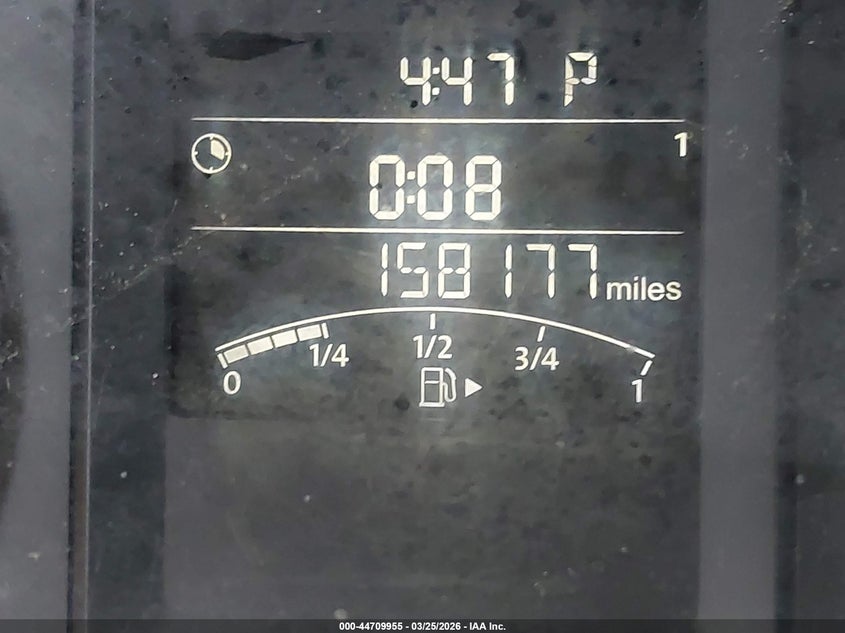 4:47 P
1
0:08
158177 miles
0 1/4 1/2 3/4 1
000-44709955 - 03/25/2026 - IAA Inc.